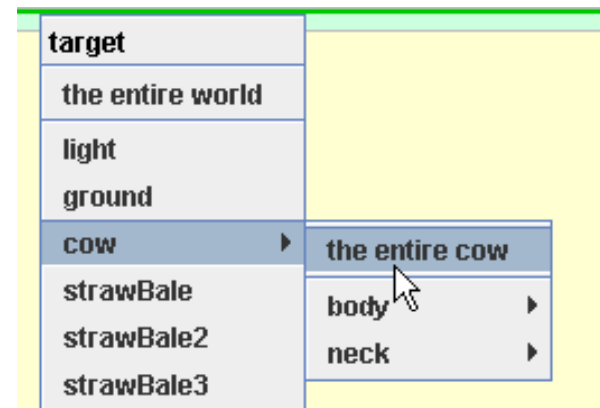 target
the entire world
light
ground
cow
the entire cow
strawBale
body
strawBale2
neck
strawBale3